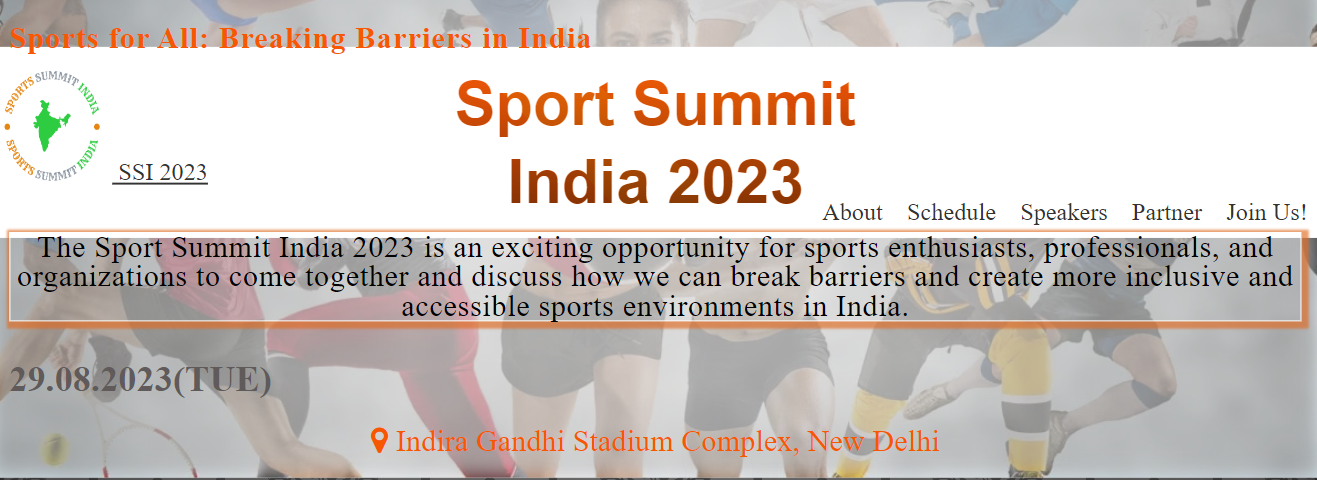 Sports for All: Breaking Barriers in India
SPORTS SUMMIT INDIA
SPORTS SUMMIT INDIA
Sport Summit
India 2023
SSI 2023
About Schedule Speakers Partner Join Us!
The Sport Summit India 2023 is an exciting opportunity for sports enthusiasts, professionals, and
organizations to come together and discuss how we can break barriers and create more inclusive and
accessible sports environments in India.
29.08.2023(TUE)
Indira Gandhi Stadium Complex, New Delhi